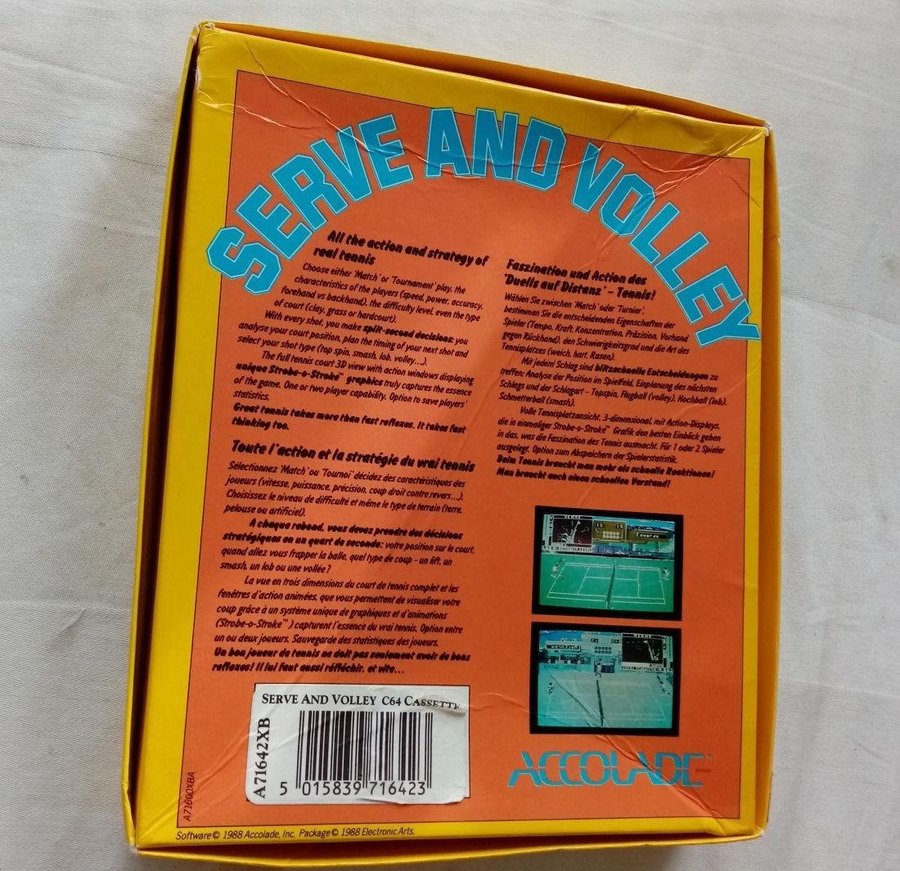 SERVE AND VOLLEY
All the action and strategy of
real tennis
Choose either 'Match' or 'Tournament' play, the
characteristics of the players (speed, power, accuracy,
forehand vs backhand), the difficulty level, even the type
of court (clay, grass or hardcourt).
With every shot, you make split-second decisions: you
analyse your court position, plan the timing of your next shot and
select your shot type (top spin, smash, lob, volley...).
The full tennis court 3D view with action windows displaying
unique Strobe-o-Stroke™ graphics truly captures the essence
of the game. One or two player capability. Option to save players'
statistics.
Great tennis takes more than fast reflexes. It takes fast
thinking too.
Toute l'action et la stratégie du vrai tennis
Sélectionnez 'Match' ou 'Tournoi' décidez des caractéristiques des
joueurs (vitesse, puissance, précision, coup droit contre revers...).
Choisissez le niveau de difficulté et même le type de terrain (terre,
pelouse ou artificiel).
A chaque rebond, vous devez prendre des décisions
stratégiques en un quart de seconde: votre position sur le court,
quand allez vous frapper la balle, quel type de coup - un lift, un
smash, un lob ou une vollée?
La vue en trois dimensions du court de tennis complet et les
fenêtres d'action animées, que vous permettent de visualiser votre
coup grâce à un système unique de graphiques et d'animations
(Strobe-o-Stroke™) capturent l'essence du vrai tennis. Option entre
un ou deux joueurs. Sauvegarde des statistiques des joueurs.
Un bon joueur de tennis ne doit pas seulement avoir de bons
reflexes! Il lui faut aussi réfléchir, et vite...
Faszination und Action des
'Duells auf Distanz' - Tennis!
Wählen Sie zwischen 'Match' oder 'Turnier',
bestimmen Sie die entscheidenden Eigenschaften der
Spieler (Tempo, Kraft, Konzentration, Präzision, Vorhand
gegen Rückhand), den Schwierigkeitsgrad und die Art des
Tennisplatzes (weich, hart, Rasen).
Mit jedem Schlag sind blitzschnelle Entscheidungen zu
treffen: Analyse der Position im Spielfeld, Einplanung des nächsten
Schlags und der Schlagart - Topspin, Flugball (volley), Hochball (lob),
Schmetterball (smash).
Volle Tennisplatzansicht, 3-dimensional, mit Action-Displays,
die in einmaliger Strobe-o-Stroke™ Grafik den besten Einblick geben
in das, was die Faszination des Tennis ausmacht. Für 1 oder 2 Spieler
ausgelegt. Option zum Abspeichern der Spielerstatistik.
Beim Tennis braucht man mehr als schnelle Reaktionen!
Man braucht auch einen schnellen Verstand!
ACCOLADE™
SERVE AND VOLLEY C64 CASSETTE
A71642XB
5 015839 716423
A71600XBA
Software © 1988 Accolade, Inc. Package © 1988 Electronic Arts.